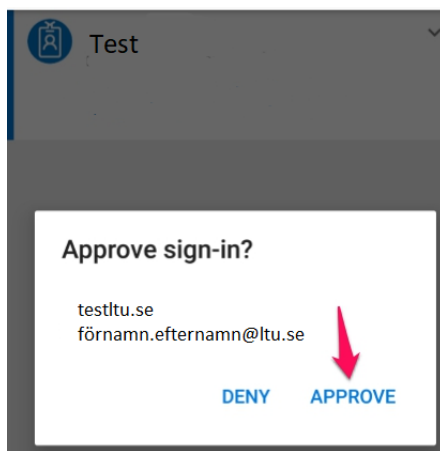 Test
Approve sign-in?
testltu.se
förnamn.efternamn@ltu.se
DENY APPROVE